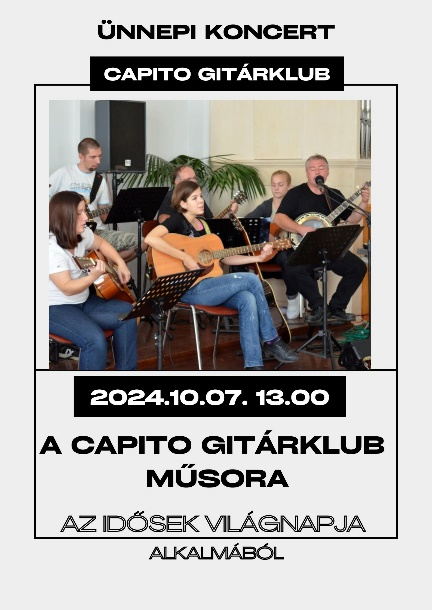 ÜNNEPI KONCERT
CAPITO GITÁRKLUB
2024.10.07. 13.00
A CAPITO GITÁRKLUB
MŰSORA
AZ IDŐSEK VILÁGNAPJA
ALKALMÁBÓL